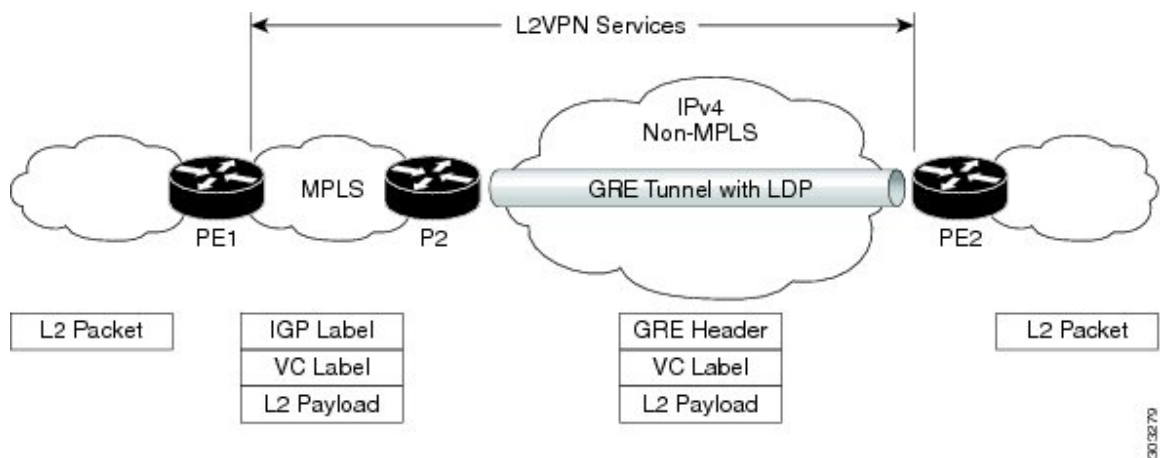 L2VPN Services
IPv4
Non-MPLS
MPLS
GRE Tunnel with LDP
PE1
P2
PE2
L2 Packet
IGP Label
VC Label
L2 Payload
GRE Header
VC Label
L2 Payload
L2 Packet
303279